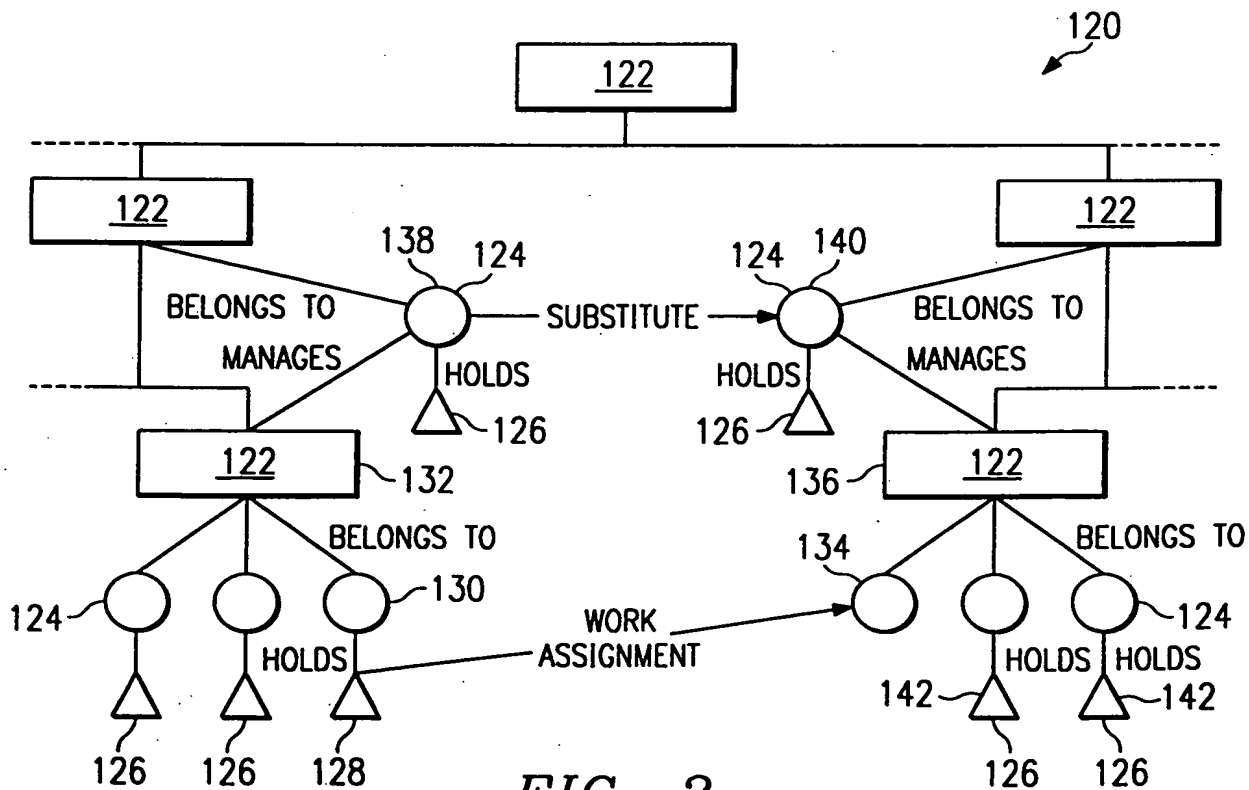 120
122
122
122
138
124
124
140
BELONGS TO
SUBSTITUTE
BELONGS TO
MANAGES
MANAGES
HOLDS
HOLDS
126
126
122
132
136
122
BELONGS TO
BELONGS TO
134
124
130
124
WORK
ASSIGNMENT
HOLDS
HOLDS
HOLDS
142
142
126
126
128
126
126